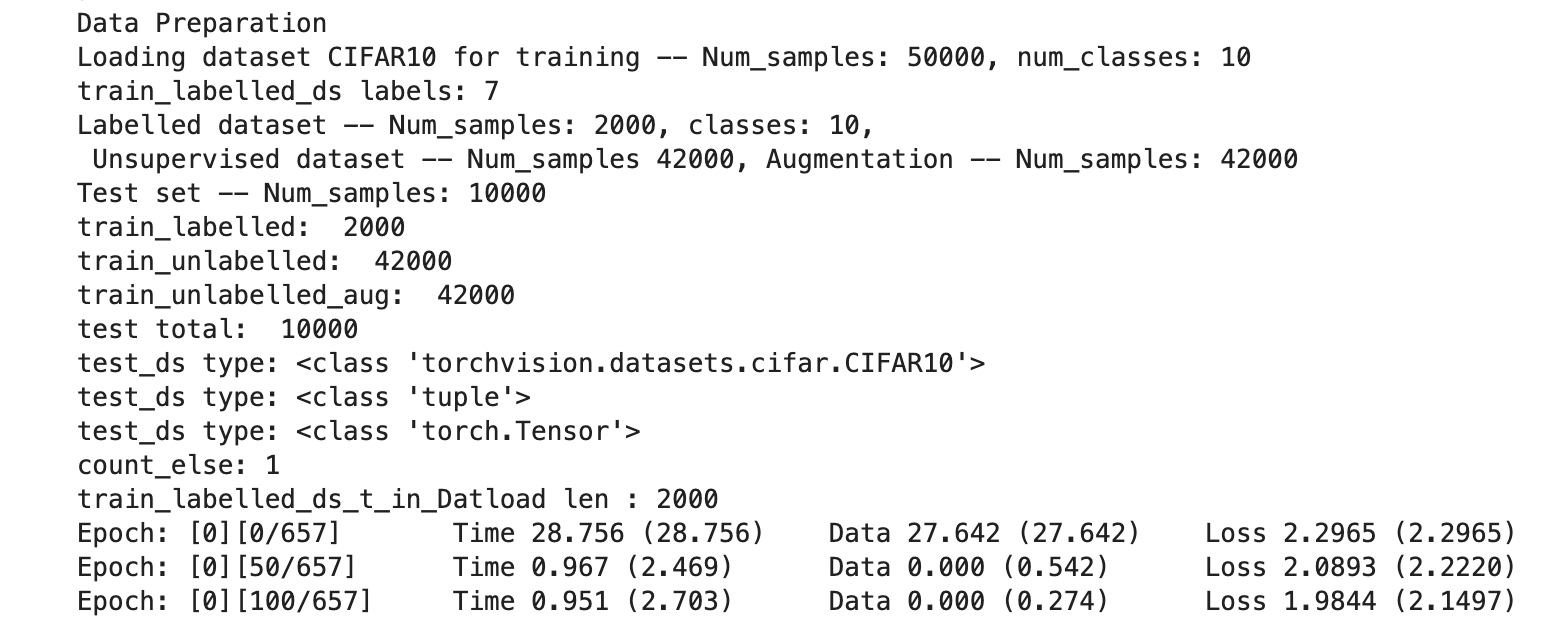 Data Preparation
Loading dataset CIFAR10 for training -- Num_samples: 50000, num_classes: 10
train_labelled_ds labels: 7
Labelled dataset -- Num_samples: 2000, classes: 10,
 Unsupervised dataset -- Num_samples 42000, Augmentation -- Num_samples: 42000
Test set -- Num_samples: 10000
train_labelled:  2000
train_unlabelled:  42000
train_unlabelled_aug:  42000
test total:  10000
test_ds type: <class 'torchvision.datasets.cifar.CIFAR10'>
test_ds type: <class 'tuple'>
test_ds type: <class 'torch.Tensor'>
count_else: 1
train_labelled_ds_t_in_Datload len : 2000
Epoch: [0][0/657]	Time 28.756 (28.756)	Data 27.642 (27.642)	Loss 2.2965 (2.2965)
Epoch: [0][50/657]	Time 0.967 (2.469)	Data 0.000 (0.542)	Loss 2.0893 (2.2220)
Epoch: [0][100/657]	Time 0.951 (2.703)	Data 0.000 (0.274)	Loss 1.9844 (2.1497)